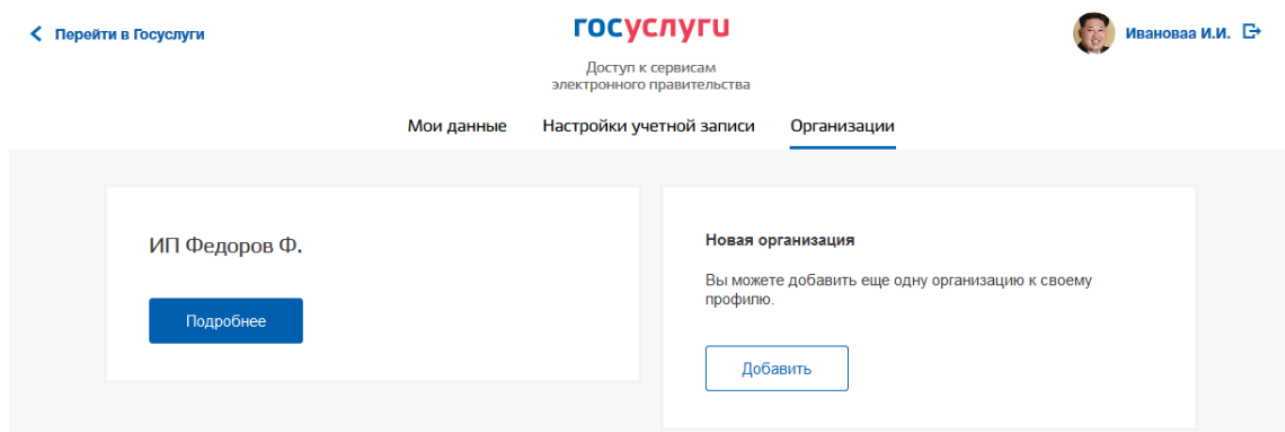 Перейти в Госуслуги
госуслуги
Ивановаа И.И.
Доступ к сервисам
электронного правительства
Мои данные Настройки учетной записи Организации
ИП Федоров Ф.
Подробнее
Новая организация
Вы можете добавить еще одну организацию к своему
профилю.
Добавить